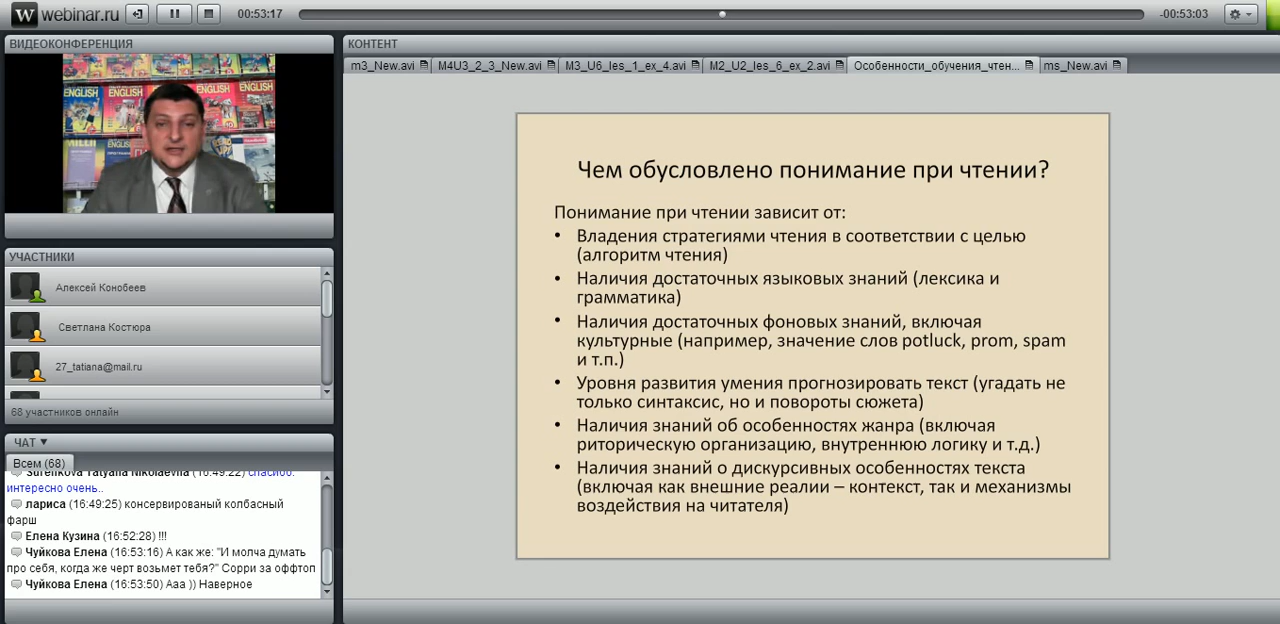 webinar.ru
00:53:17
-00:53:03
ВИДЕОКОНФЕРЕНЦИЯ
ENGLISH
ENGLISH
ENGLISH
УЧАСТНИКИ
Алексей Конобеев
Светлана Костюра
27_tatiana@mail.ru
68 участников онлайн
ЧАТ
Всем (68)
Surenkova Tatyana Nikolaevna (16:49:22) спасибо.
интересно очень..
лариса (16:49:25) консервированый колбасный
фарш
Елена Кузина (16:52:28) !!!
Чуйкова Елена (16:53:16) А как же: "И молча думать
про себя, когда же черт возьмет тебя?" Сорри за оффтоп
Чуйкова Елена (16:53:50) Ааа )) Наверное
КОНТЕНТ
m3_New.avi
M4U3_2_3_New.avi
M3_U6_les_1_ex_4.avi
M2_U2_les_6_ex_2.avi
Особенности_обучения_чтен...
ms_New.avi
Чем обусловлено понимание при чтении?
Понимание при чтении зависит от:
• Владения стратегиями чтения в соответствии с целью
(алгоритм чтения)
• Наличия достаточных языковых знаний (лексика и
грамматика)
• Наличия достаточных фоновых знаний, включая
культурные (например, значение слов potluck, prom, spam
и т.п.)
• Уровня развития умения прогнозировать текст (угадать не
только синтаксис, но и повороты сюжета)
• Наличия знаний об особенностях жанра (включая
риторическую организацию, внутреннюю логику и т.д.)
• Наличия знаний о дискурсивных особенностях текста
(включая как внешние реалии – контекст, так и механизмы
воздействия на читателя)